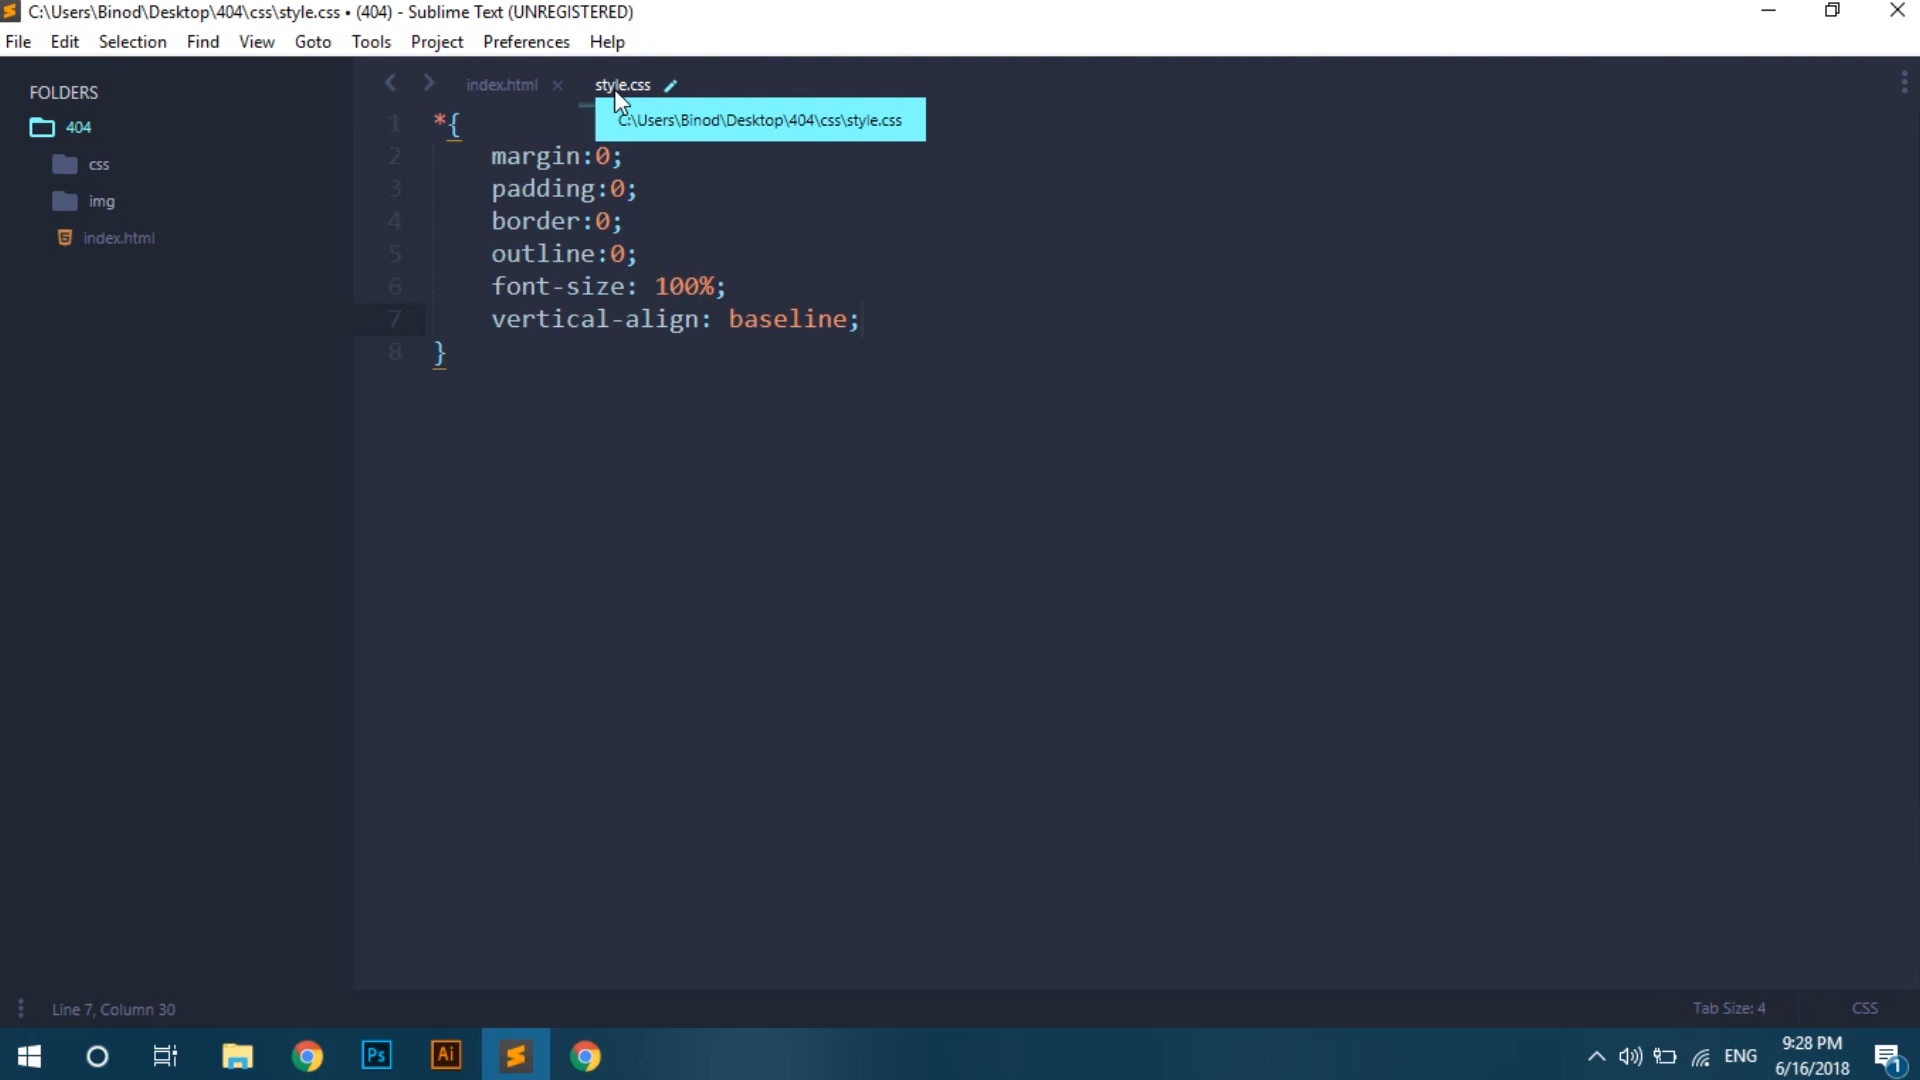 C:\Users\Binod\Desktop\404\css\style.css • (404) - Sublime Text (UNREGISTERED)
File Edit Selection Find View Goto Tools Project Preferences Help
FOLDERS
404
css
img
index.html
index.html style.css
C:\Users\Binod\Desktop\404\css\style.css
1 *{
2 margin:0;
3 padding:0;
4 border:0;
5 outline:0;
6 font-size: 100%;
7 vertical-align: baseline;
8 }
Line 7, Column 30
Tab Size: 4 CSS
Ps Ai
ENG
9:28 PM
6/16/2018
1